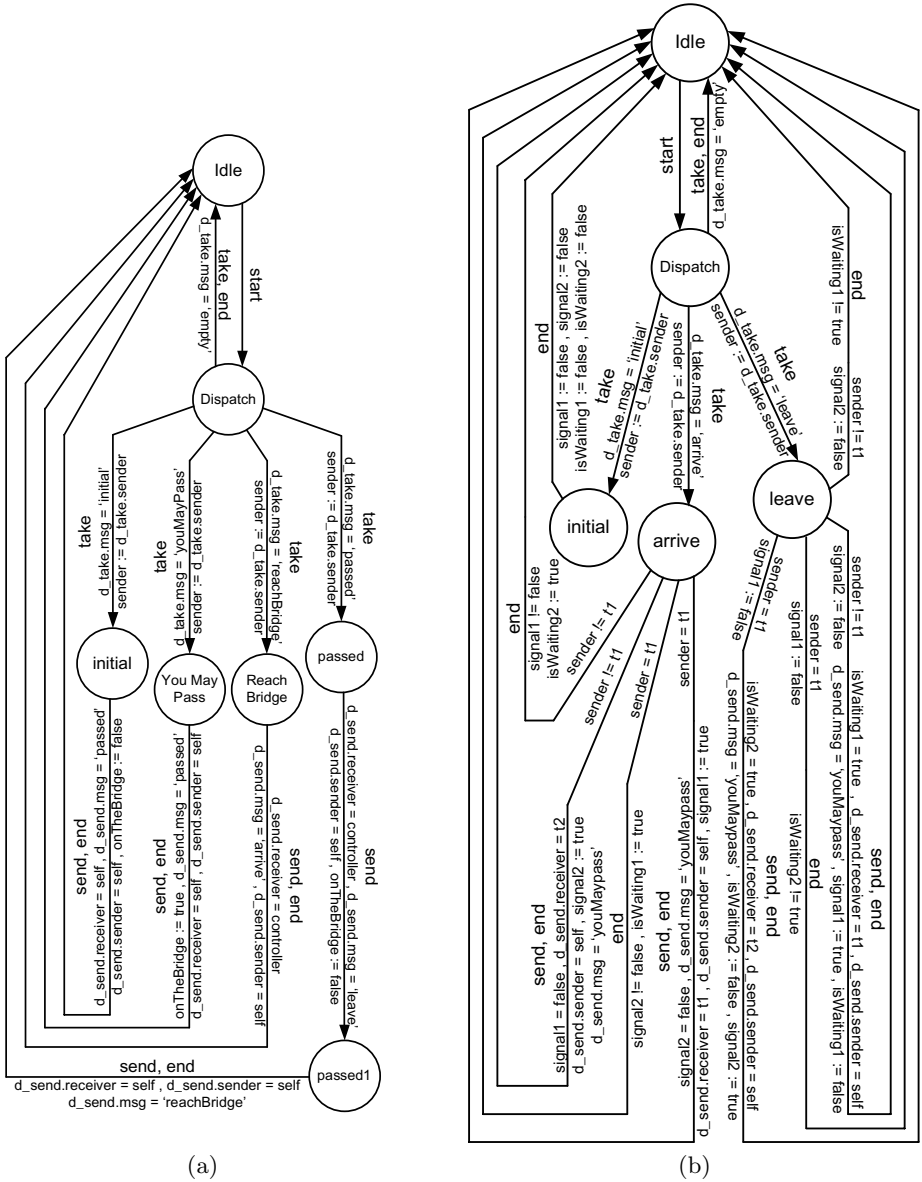 Idle
take, end
d_take.msg = 'empty'
start
Dispatch
take
d_take.msg = 'initial'
sender := d_take.sender
take
d_take.msg = 'youMayPass'
sender := d_take.sender
take
d_take.msg = 'reachBridge'
sender := d_take.sender
take
d_take.msg = 'passed'
sender := d_take.sender
initial
You May
Pass
Reach
Bridge
passed
send, end
d_send.receiver = self , d_send.msg = 'passed'
d_send.sender = self , onTheBridge := false
send, end
onTheBridge := true , d_send.msg = 'passed'
d_send.receiver = self , d_send.sender = self
send, end
d_send.receiver = controller
d_send.msg = 'arrive' , d_send.sender = self
send
d_send.receiver = controller , d_send.msg = 'leave'
d_send.sender = self , onTheBridge := false
passed1
send, end
d_send.receiver = self , d_send.sender = self
d_send.msg = 'reachBridge'
(a)
Idle
start
take, end
d_take.msg = 'empty'
Dispatch
end
signal1 := false , signal2 := false
isWaiting1 := false , isWaiting2 := false
take
d_take.msg = 'initial'
sender := d_take.sender
take
d_take.msg = 'arrive'
sender := d_take.sender
take
d_take.msg = 'leave'
sender := d_take.sender
end
isWaiting1 != true
sender != t1
signal2 := false
initial
arrive
leave
end
signal1 != false
isWaiting2 := true
sender != t1
sender != t1
sender = t1
sender = t1
sender = t1
signal1 := false
sender = t1
signal1 := false
sender != t1
signal2 := false
send, end
signal1 = false , d_send.receiver = t2
d_send.sender = self , signal2 := true
d_send.msg = 'youMaypass'
end
signal2 != false , isWaiting1 := true
send, end
signal2 = false , d_send.msg = 'youMaypass'
d_send.receiver = t1 , d_send.sender = self , signal1 := true
send, end
isWaiting2 = true , d_send.receiver = t2 , d_send.sender = self
d_send.msg = 'youMaypass' , isWaiting2 := false , signal2 := true
end
isWaiting2 != true
send, end
isWaiting1 = true , d_send.receiver = t1 , d_send.sender = self
d_send.msg = 'youMaypass' , signal1 := true , isWaiting1 := false
(b)